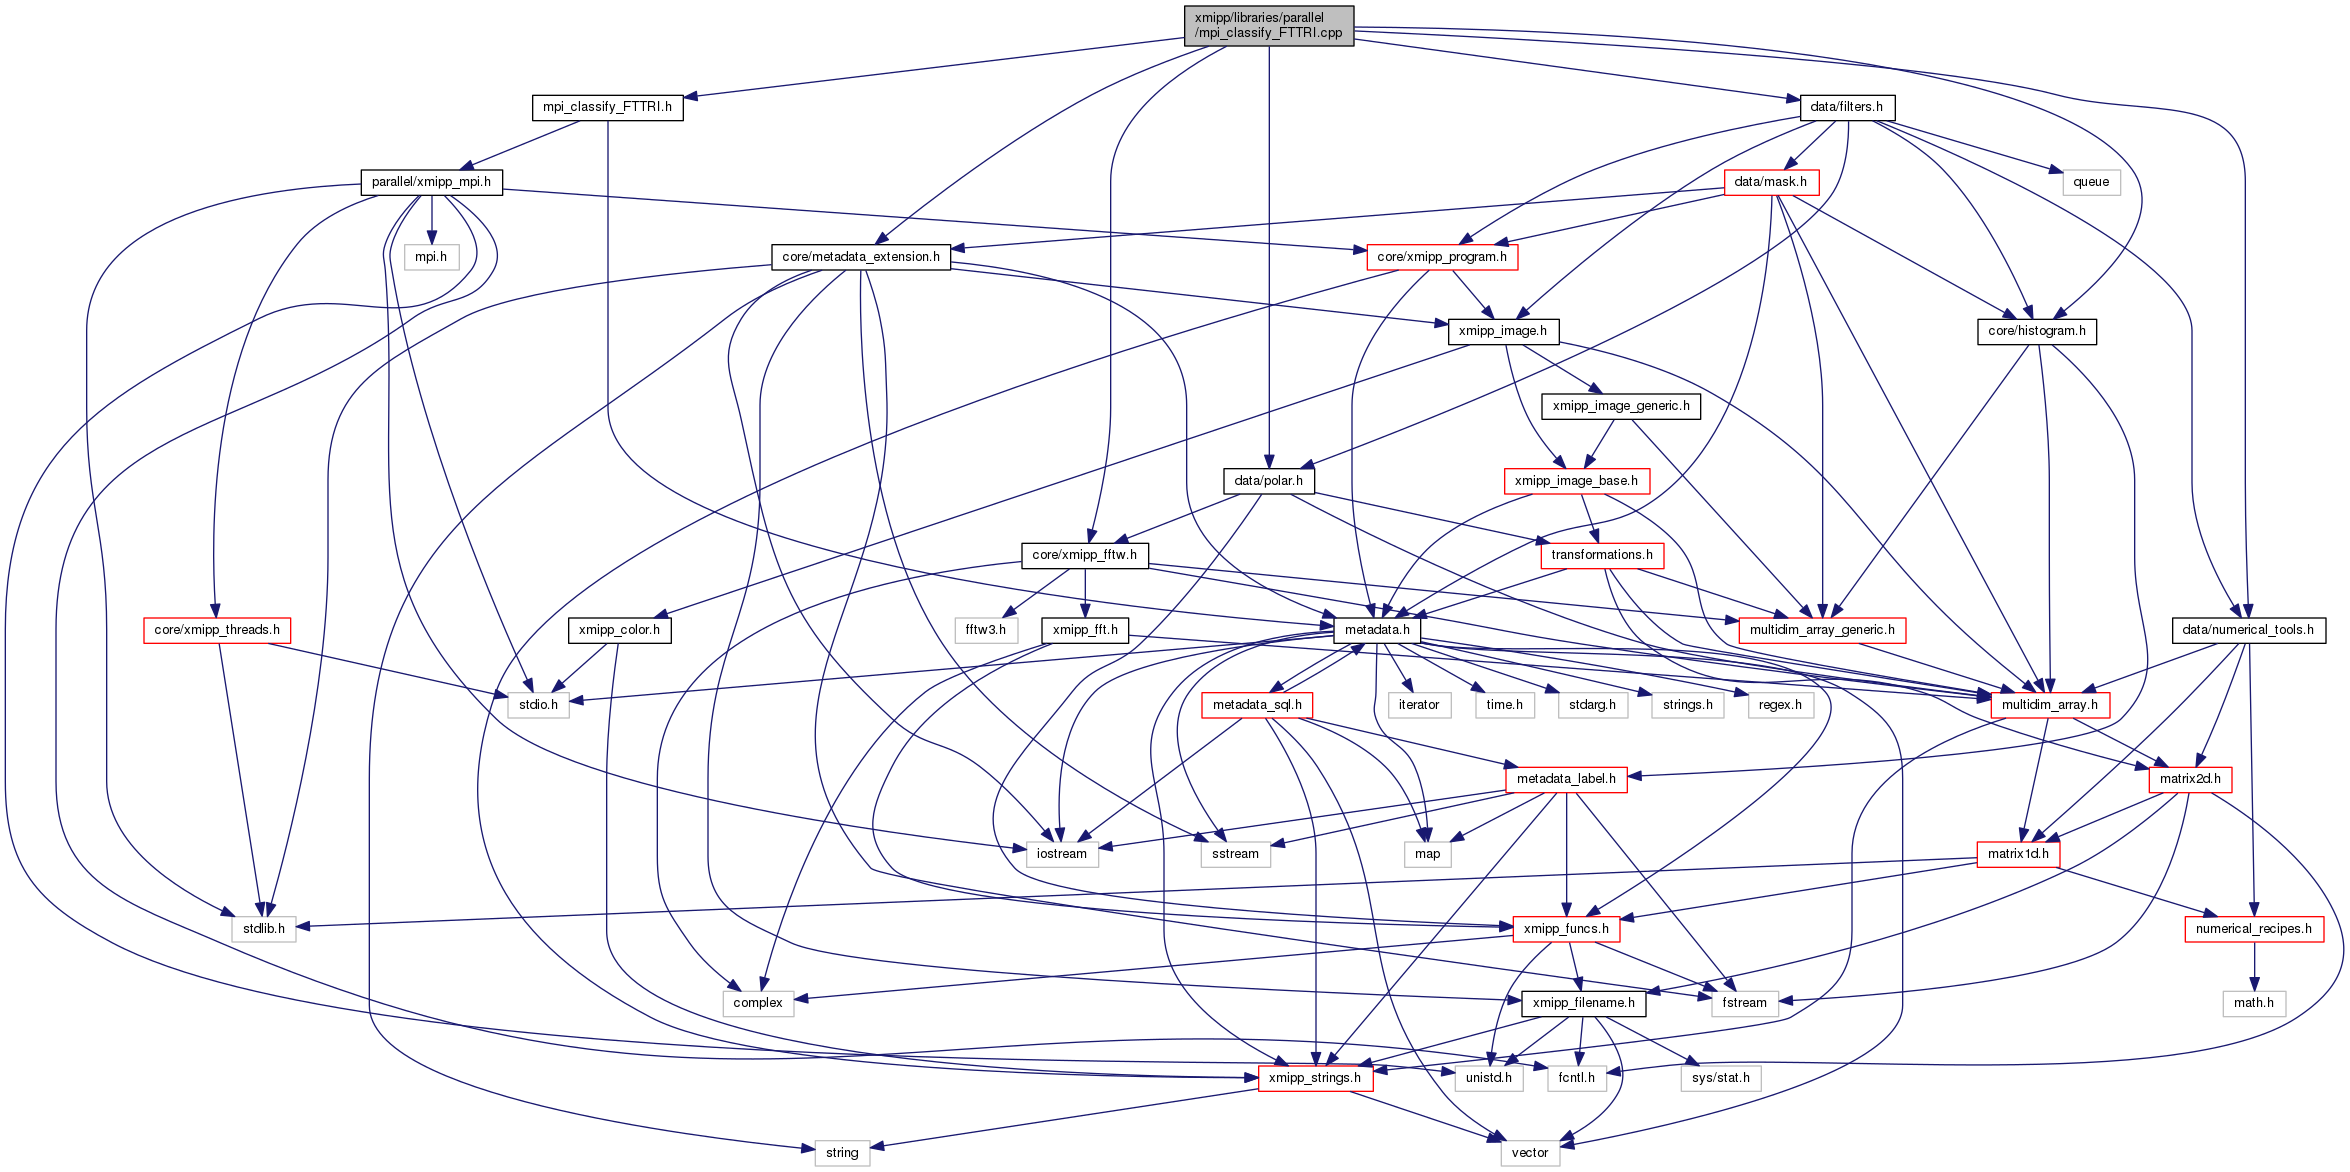 xmipp/libraries/parallel
/mpi_classify_FTTRI.cpp
mpi_classify_FTTRI.h
data/filters.h
parallel/xmipp_mpi.h
data/mask.h
queue
mpi.h
core/metadata_extension.h
core/xmipp_program.h
xmipp_image.h
core/histogram.h
xmipp_image_generic.h
data/polar.h
xmipp_image_base.h
core/xmipp_fftw.h
transformations.h
core/xmipp_threads.h
xmipp_color.h
fftw3.h
xmipp_fft.h
metadata.h
multidim_array_generic.h
data/numerical_tools.h
stdio.h
metadata_sql.h
iterator
time.h
stdarg.h
strings.h
regex.h
multidim_array.h
metadata_label.h
matrix2d.h
iostream
sstream
map
matrix1d.h
stdlib.h
xmipp_funcs.h
numerical_recipes.h
complex
xmipp_filename.h
fstream
math.h
xmipp_strings.h
unistd.h
fcntl.h
sys/stat.h
string
vector